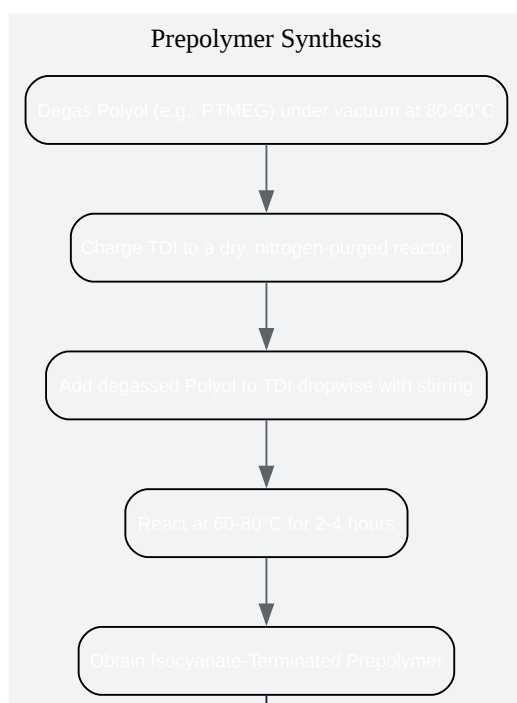 Prepolymer Synthesis
Degas Polyol (e.g., PTMEG) under vacuum at 80-90°C
Charge TDI to a dry, nitrogen-purged reactor
Add degassed Polyol to TDI dropwise with stirring
React at 60-80°C for 2-4 hours
Obtain Isocyanate-Terminated Prepolymer